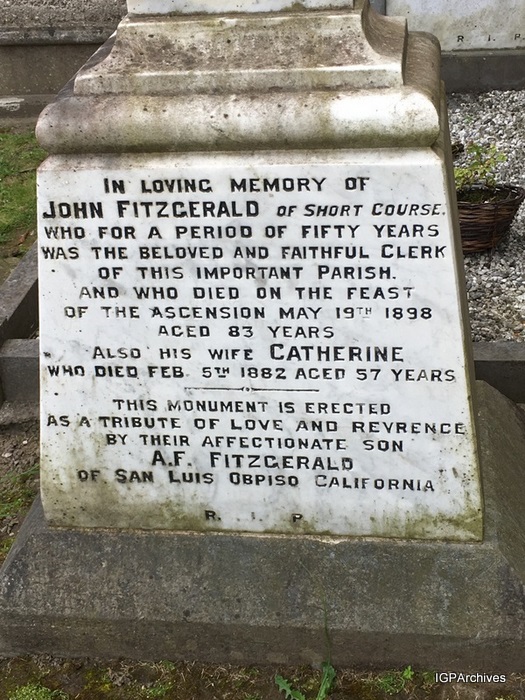 R. I. P.
IN LOVING MEMORY OF
JOHN FITZGERALD OF SHORT COURSE.
WHO FOR A PERIOD OF FIFTY YEARS
WAS THE BELOVED AND FAITHFUL CLERK
OF THIS IMPORTANT PARISH.
AND WHO DIED ON THE FEAST
OF THE ASCENSION MAY 19TH 1898
AGED 83 YEARS
ALSO HIS WIFE CATHERINE
WHO DIED FEB. 5TH 1882 AGED 57 YEARS
THIS MONUMENT IS ERECTED
AS A TRIBUTE OF LOVE AND REVRENCE
BY THEIR AFFECTIONATE SON
A.F. FITZGERALD
OF SAN LUIS OBPISO CALIFORNIA
R. I. P
IGPArchives